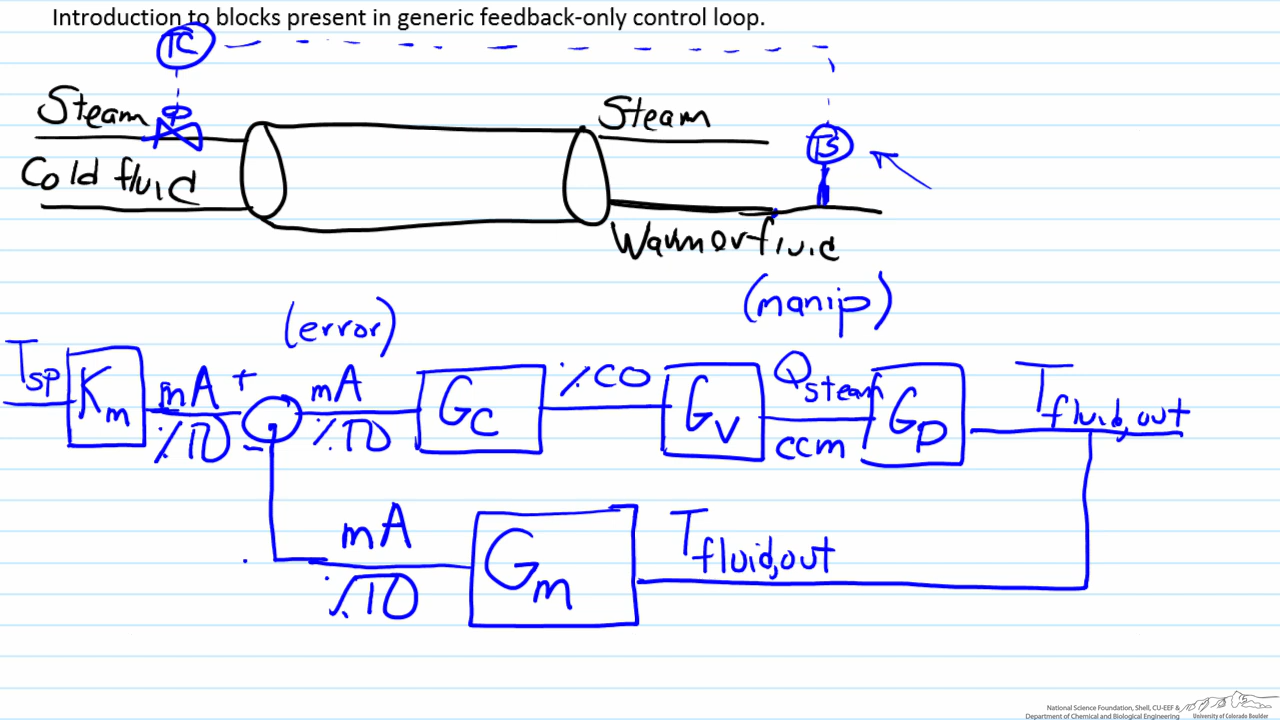 Introduction to blocks present in generic feedback-only control loop.
TC
Steam Steam
TS
Cold fluid
Warmer fluid
(manip)
(error)
Tsp Km mA + mA Gc %CO Gv Qsteam Gp Tfluid,out
%TO - %TO ccm
mA Gm Tfluid,out
%TO
National Science Foundation, Shell, CU-EEF &
Department of Chemical and Biological Engineering University of Colorado Boulder